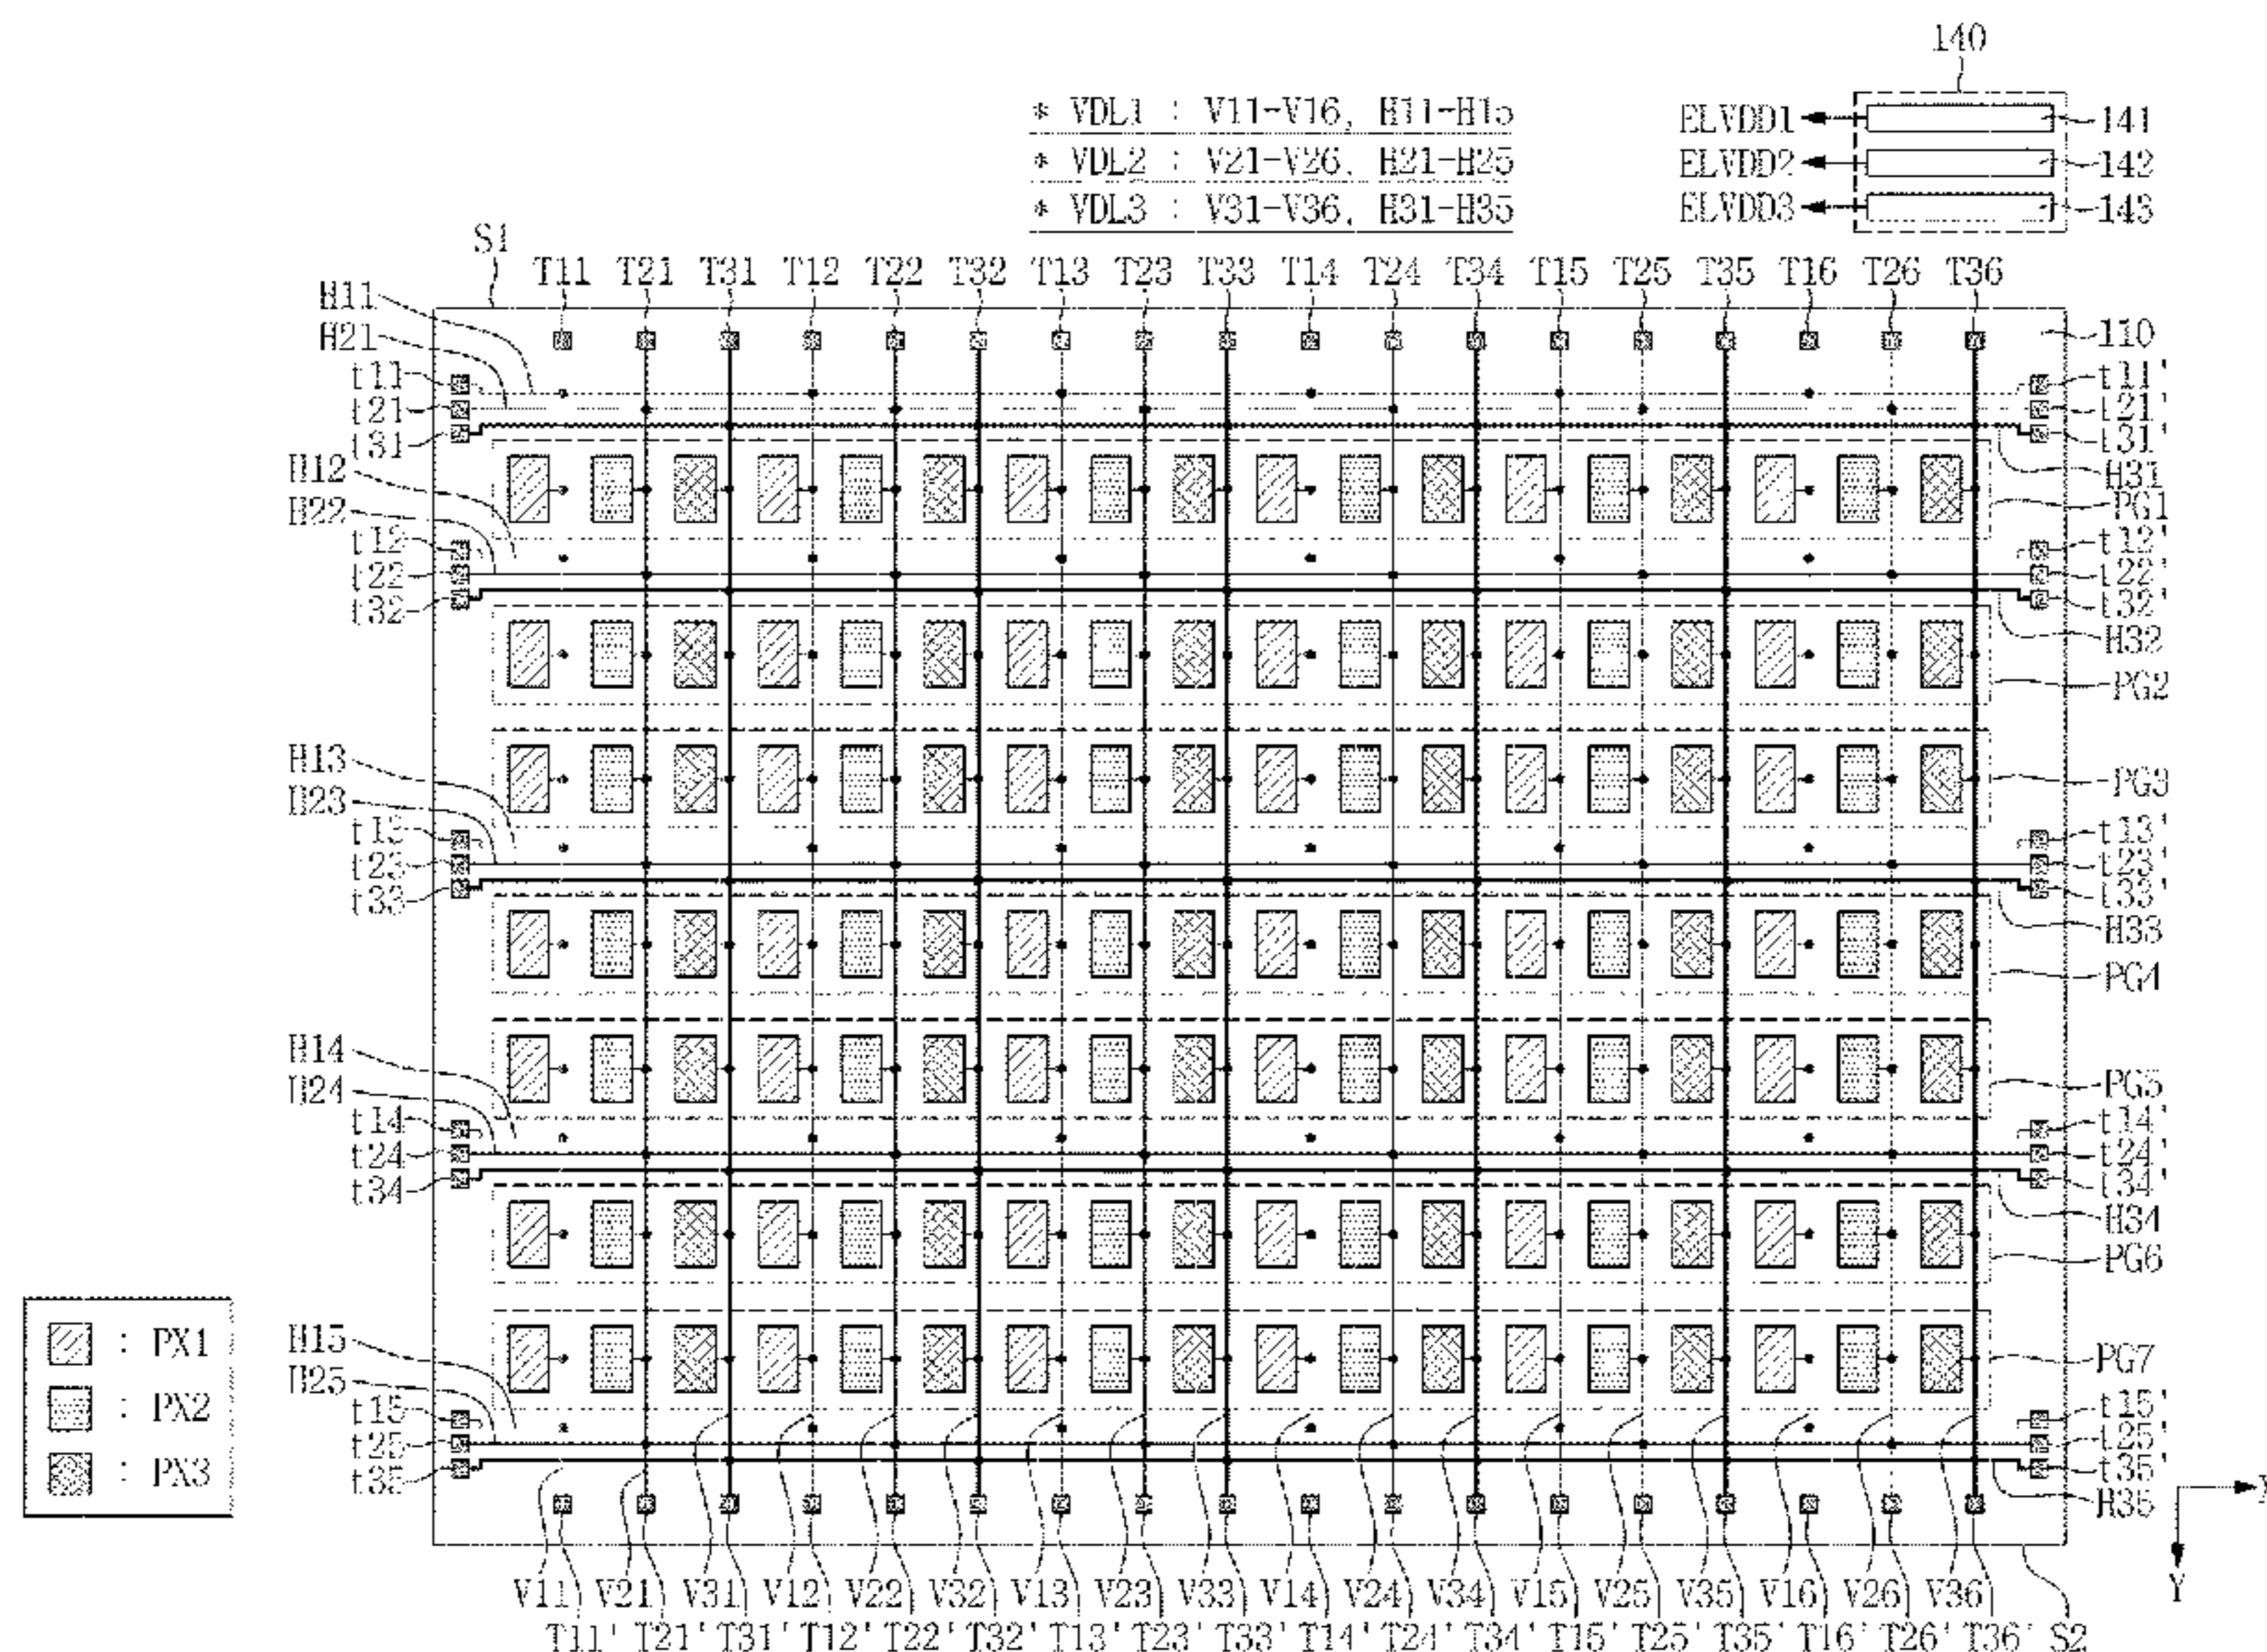 140
* VDL1 : V11-V16, H11-H15
* VDL2 : V21-V26, H21-H25
* VDL3 : V31-V36, H31-H35
ELVDD1 141
ELVDD2 142
ELVDD3 143
S1
T11 T21 T31 T12 T22 T32 T13 T23 T33 T14 T24 T34 T15 T25 T35 T16 T26 T36
H11
H21
110
t11 t11'
t21 t21'
t31 t31'
H31
H12
H22
PG1
t12 t12'
t22 t22'
t32 t32'
H32
PG2
H13
H23
PG3
t13 t13'
t23 t23'
t33 t33'
H33
PG4
H14
H24
PG5
t14 t14'
t24 t24'
t34 t34'
H34
PG6
H15
H25
PG7
t15 t15'
t25 t25'
t35 t35'
H35
: PX1
: PX2
: PX3
X
Y
V11 V21 V31 V12 V22 V32 V13 V23 V33 V14 V24 V34 V15 V25 V35 V16 V26 V36
T11' T21' T31' T12' T22' T32' T13' T23' T33' T14' T24' T34' T15' T25' T35' T16' T26' T36' S2